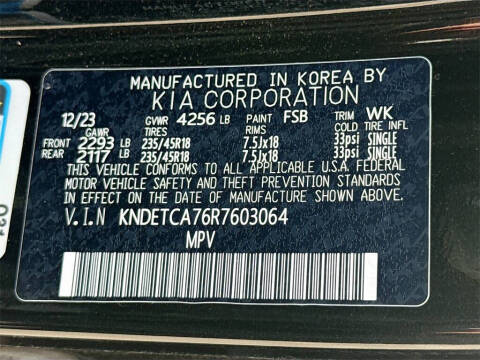 MANUFACTURED IN KOREA BY
KIA CORPORATION
12/23 GVWR 4256 LB PAINT FSB TRIM WK
GAWR TIRES RIMS COLD TIRE INFL
FRONT 2293 LB 235/45R18 7.5Jx18 33psi SINGLE
REAR 2117 LB 235/45R18 7.5Jx18 33psi SINGLE
THIS VEHICLE CONFORMS TO ALL APPLICABLE U.S.A. FEDERAL
MOTOR VEHICLE SAFETY AND THEFT PREVENTION STANDARDS
IN EFFECT ON THE DATE OF MANUFACTURE SHOWN ABOVE.
V.I.N KNDETCA76R7603064
MPV